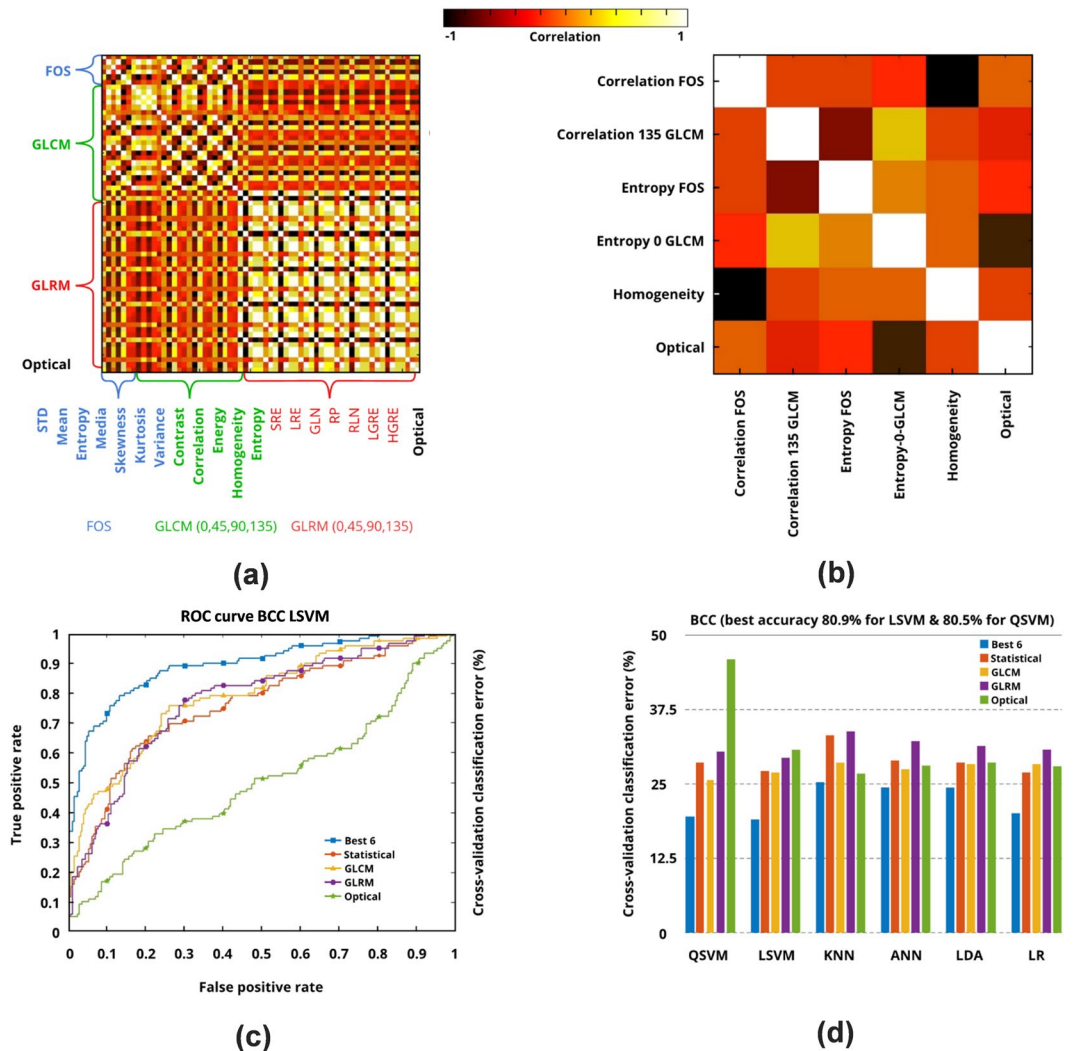 -1 Correlation 1
FOS
GLCM
GLRM
Optical
STD
Mean
Entropy
Media
Skewness
Kurtosis
Variance
Contrast
Correlation
Energy
Homogeneity
Entropy
SRE
LRE
GLN
RP
RLN
LGRE
HGRE
Optical
FOS GLCM (0,45,90,135) GLRM (0,45,90,135)
(a)
Correlation FOS
Correlation 135 GLCM
Entropy FOS
Entropy 0 GLCM
Homogeneity
Optical
Correlation FOS
Correlation 135 GLCM
Entropy FOS
Entropy-0-GLCM
Homogeneity
Optical
(b)
ROC curve BCC LSVM
True positive rate
1
0.9
0.8
0.7
0.6
0.5
0.4
0.3
0.2
0.1
0
Best 6
Statistical
GLCM
GLRM
Optical
0 0.1 0.2 0.3 0.4 0.5 0.6 0.7 0.8 0.9 1
False positive rate
Cross-validation classification error (%)
(c)
BCC (best accuracy 80.9% for LSVM & 80.5% for QSVM)
Cross-validation classification error (%)
50
37.5
25
12.5
0
Best 6
Statistical
GLCM
GLRM
Optical
QSVM LSVM KNN ANN LDA LR
(d)